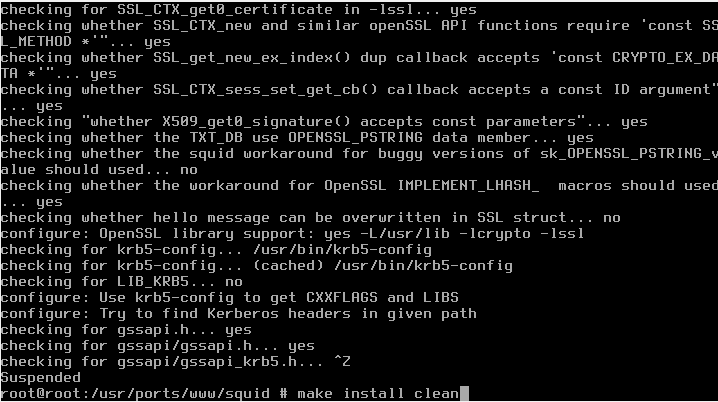 checking for SSL_CTX_get0_certificate in -lssl... yes
checking whether SSL_CTX_new and similar openSSL API functions require 'const SS
L_METHOD *'"... yes
checking whether SSL_get_new_ex_index() dup callback accepts 'const CRYPTO_EX_DA
TA *'"... yes
checking whether SSL_CTX_sess_set_get_cb() callback accepts a const ID argument"
... yes
checking "whether X509_get0_signature() accepts const parameters"... yes
checking whether the TXT_DB use OPENSSL_PSTRING data member... yes
checking whether the squid workaround for buggy versions of sk_OPENSSL_PSTRING_v
alue should used... no
checking whether the workaround for OpenSSL IMPLEMENT_LHASH_  macros should used
... yes
checking whether hello message can be overwritten in SSL struct... no
configure: OpenSSL library support: yes -L/usr/lib -lcrypto -lssl
checking for krb5-config... /usr/bin/krb5-config
checking for krb5-config... (cached) /usr/bin/krb5-config
checking for LIB_KRB5... no
configure: Use krb5-config to get CXXFLAGS and LIBS
configure: Try to find Kerberos headers in given path
checking for gssapi.h... yes
checking for gssapi/gssapi.h... yes
checking for gssapi/gssapi_krb5.h... ^Z
Suspended
root@root:/usr/ports/www/squid # make install clean